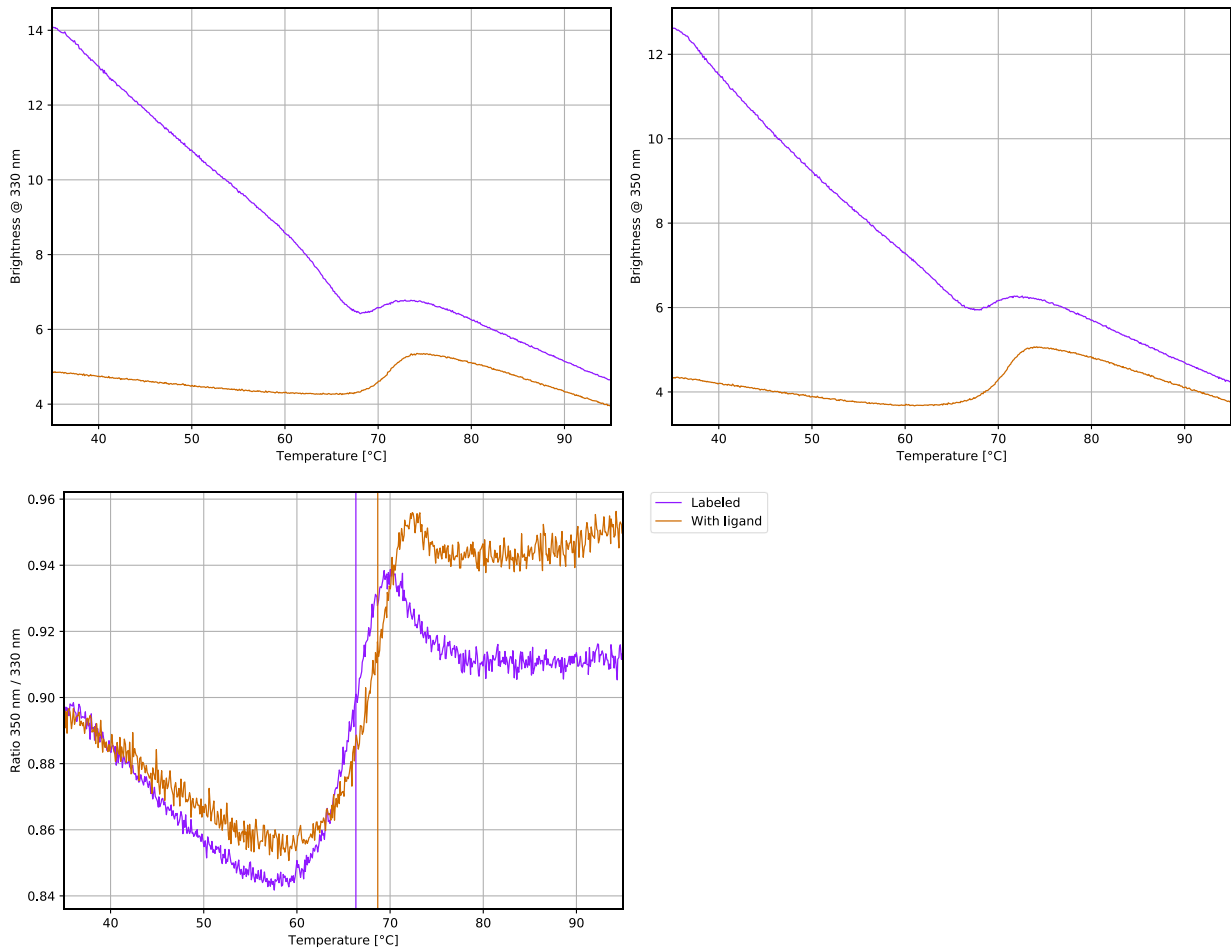 Brightness @ 330 nm
14
12
10
8
6
4
40 50 60 70 80 90
Temperature [°C]
Brightness @ 350 nm
12
10
8
6
4
40 50 60 70 80 90
Temperature [°C]
Ratio 350 nm / 330 nm
0.96
0.94
0.92
0.90
0.88
0.86
0.84
40 50 60 70 80 90
Temperature [°C]
Labeled
With ligand